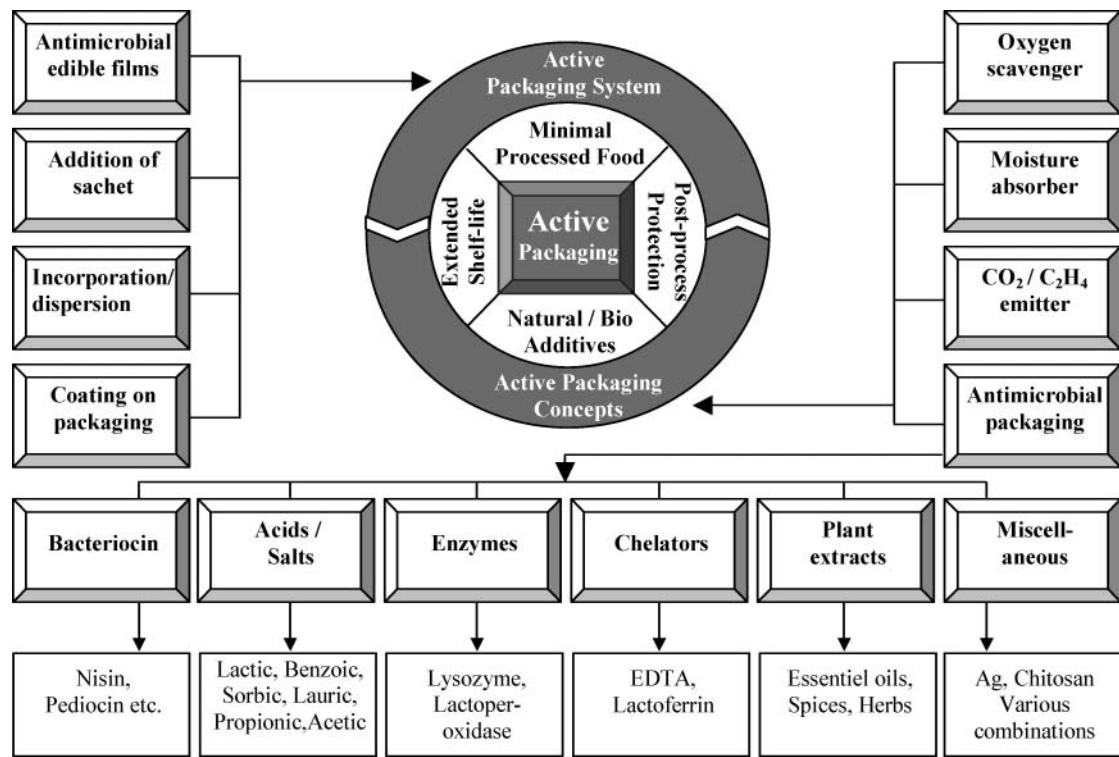 Antimicrobial
edible films
Addition of
sachet
Incorporation/
dispersion
Coating on
packaging
Active
Packaging System
Minimal
Processed Food
Extended
Shelf-life
Active
Packaging
Post-process
Protection
Natural / Bio
Additives
Active Packaging
Concepts
Oxygen
scavenger
Moisture
absorber
CO₂ / C₂H₄
emitter
Antimicrobial
packaging
Bacteriocin
Acids /
Salts
Enzymes
Chelators
Plant
extracts
Miscell-
aneous
Nisin,
Pediocin etc.
Lactic, Benzoic,
Sorbic, Lauric,
Propionic,Acetic
Lysozyme,
Lactoper-
oxidase
EDTA,
Lactoferrin
Essentiel oils,
Spices, Herbs
Ag, Chitosan
Various
combinations